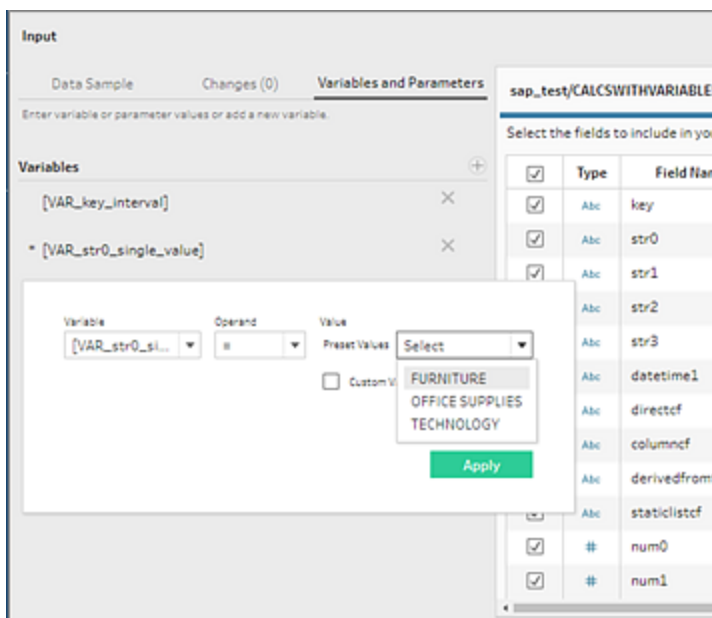 Input
Data Sample
Changes (0)
Variables and Parameters
Enter variable or parameter values or add a new variable.
Variables
[VAR_key_interval]
* [VAR_str0_single_value]
Variable
Operand
Value
[VAR_str0_si...
=
Preset Values
Select
Custom V
FURNITURE
OFFICE SUPPLIES
TECHNOLOGY
Apply
sap_test/CALCSWITHVARIABLE
Select the fields to include in yo
Type
Field Nar
Abc key
Abc str0
Abc str1
Abc str2
Abc str3
Abc datetime1
Abc directcf
Abc columncf
Abc derivedfrom
Abc staticlistcf
# num0
# num1